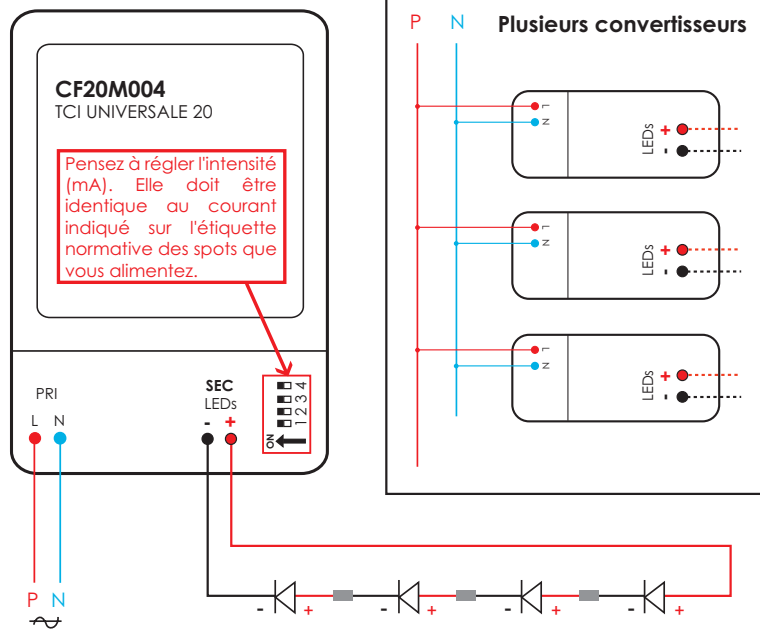 CF20M004
TCI UNIVERSALE 20
Pensez à régler l'intensité
(mA). Elle doit être
identique au courant
indiqué sur l'étiquette
normative des spots que
vous alimentez.
PRI
L N
SEC
LEDs
- +
1 2 3 4
ON
P N
- +
- +
- +
- +
P N Plusieurs convertisseurs
L
N
LEDs
+
-
L
N
LEDs
+
-
L
N
LEDs
+
-